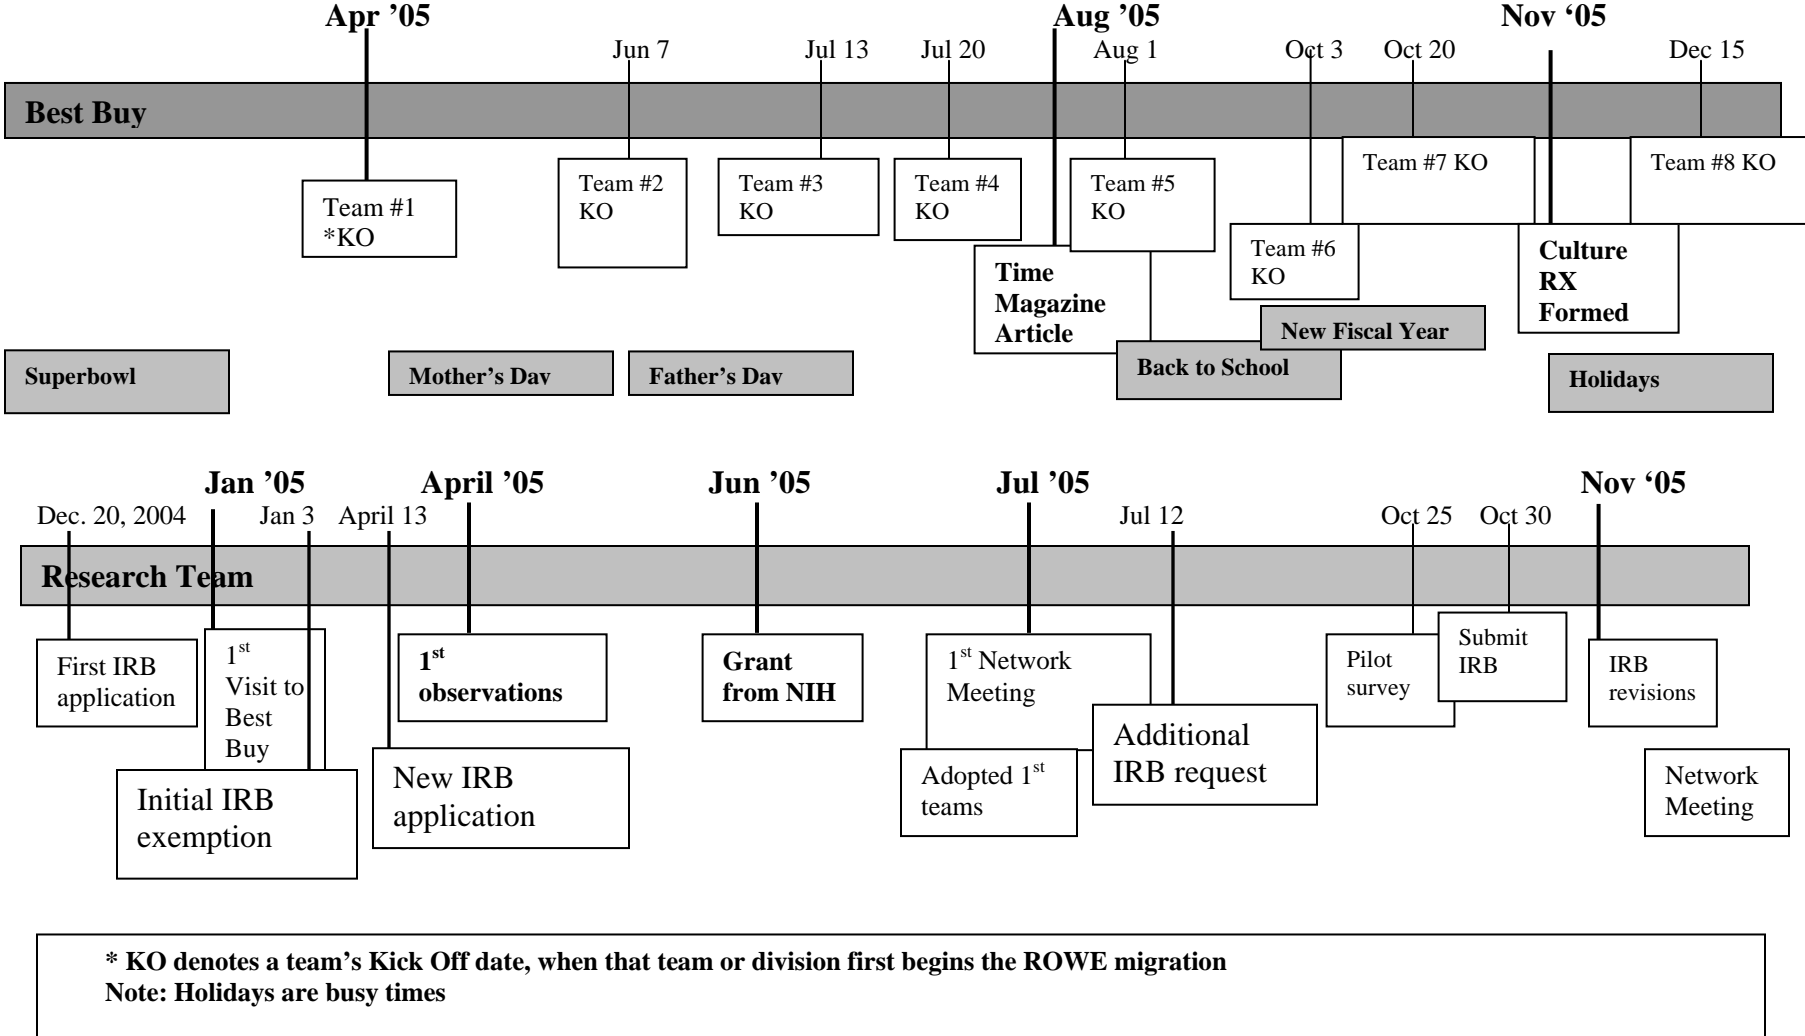 Apr ’05
Aug ’05
Nov ‘05
Jun 7
Jul 13
Jul 20
Aug 1
Oct 3
Oct 20
Dec 15
Best Buy
Team #1
*KO
Team #2
KO
Team #3
KO
Team #4
KO
Team #5
KO
Team #6
KO
Team #7 KO
Team #8 KO
Time
Magazine
Article
Culture
RX
Formed
Superbowl
Mother’s Day
Father’s Day
Back to School
New Fiscal Year
Holidays
Jan ’05
April ’05
Jun ’05
Jul ’05
Nov ‘05
Dec. 20, 2004
Jan 3
April 13
Jul 12
Oct 25
Oct 30
Research Team
First IRB
application
1st
Visit to
Best
Buy
Initial IRB
exemption
1st
observations
New IRB
application
Grant
from NIH
1st Network
Meeting
Adopted 1st
teams
Additional
IRB request
Pilot
survey
Submit
IRB
IRB
revisions
Network
Meeting
* KO denotes a team’s Kick Off date, when that team or division first begins the ROWE migration
Note: Holidays are busy times